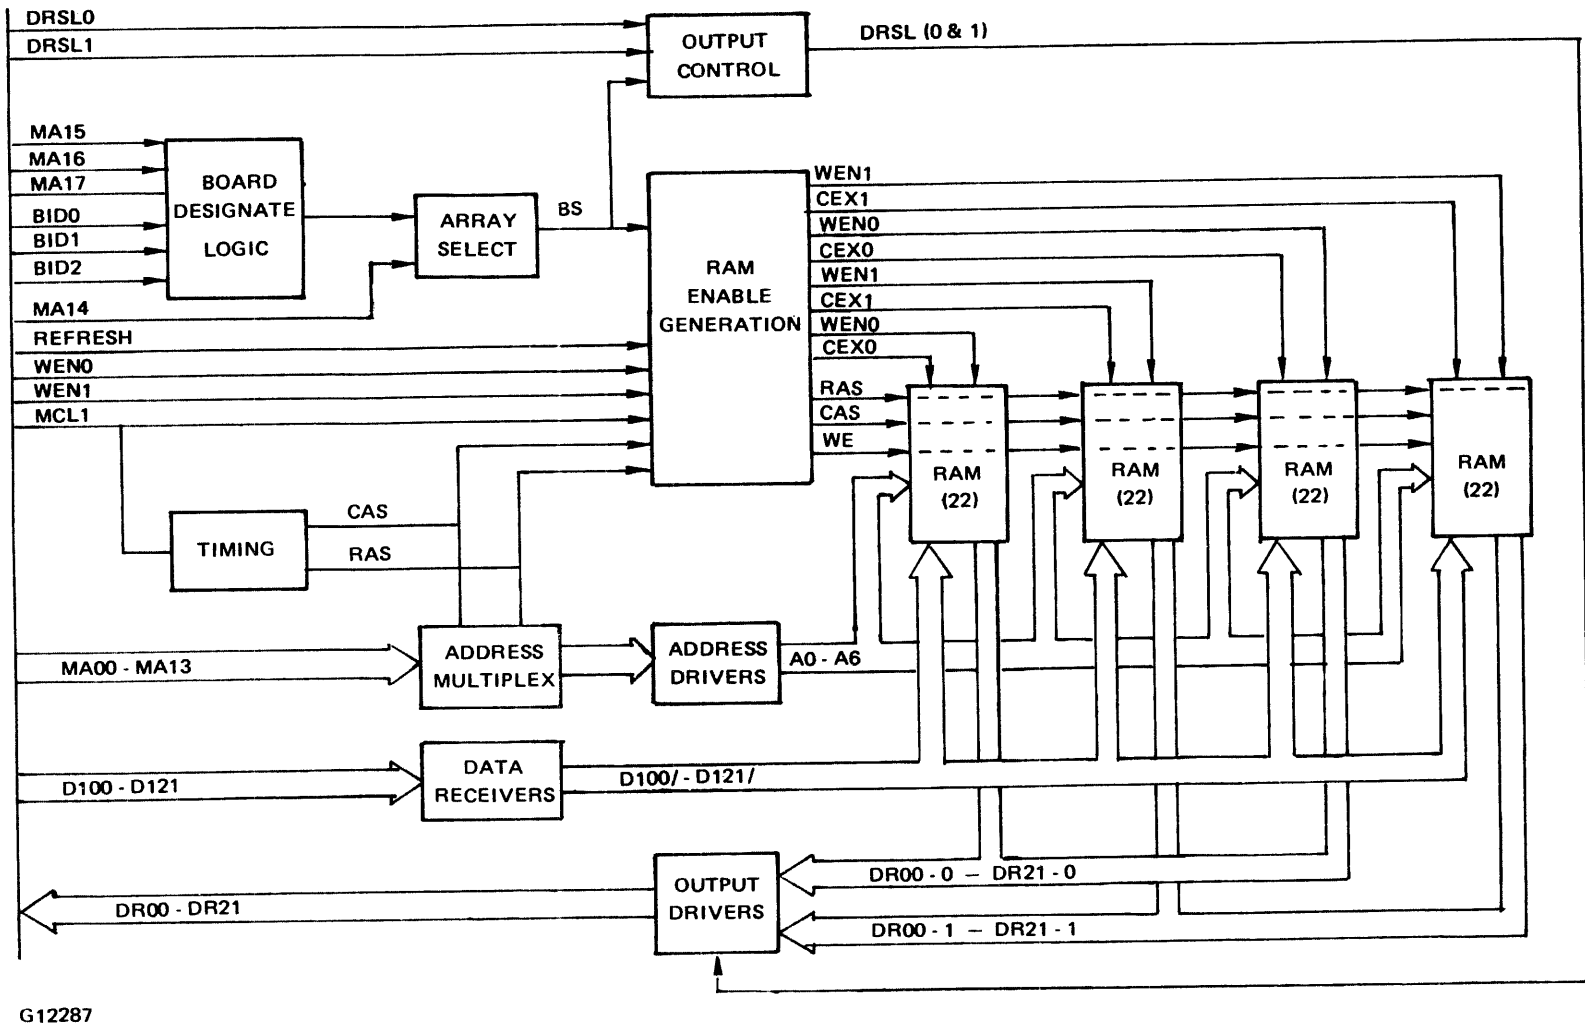 DRSL0
DRSL1
OUTPUT
CONTROL
DRSL (0 & 1)
MA15
MA16
MA17
BID0
BID1
BID2
BOARD
DESIGNATE
LOGIC
MA14
ARRAY
SELECT
BS
REFRESH
WEN0
WEN1
MCL1
RAM
ENABLE
GENERATION
WEN1
CEX1
WEN0
CEX0
WEN1
CEX1
WEN0
CEX0
RAS
CAS
WE
RAM
(22)
RAM
(22)
RAM
(22)
RAM
(22)
TIMING
CAS
RAS
MA00 - MA13
ADDRESS
MULTIPLEX
ADDRESS
DRIVERS
A0 - A6
D100 - D121
DATA
RECEIVERS
D100/ - D121/
OUTPUT
DRIVERS
DR00 - 0 – DR21 - 0
DR00 - 1 – DR21 - 1
DR00 - DR21
G12287